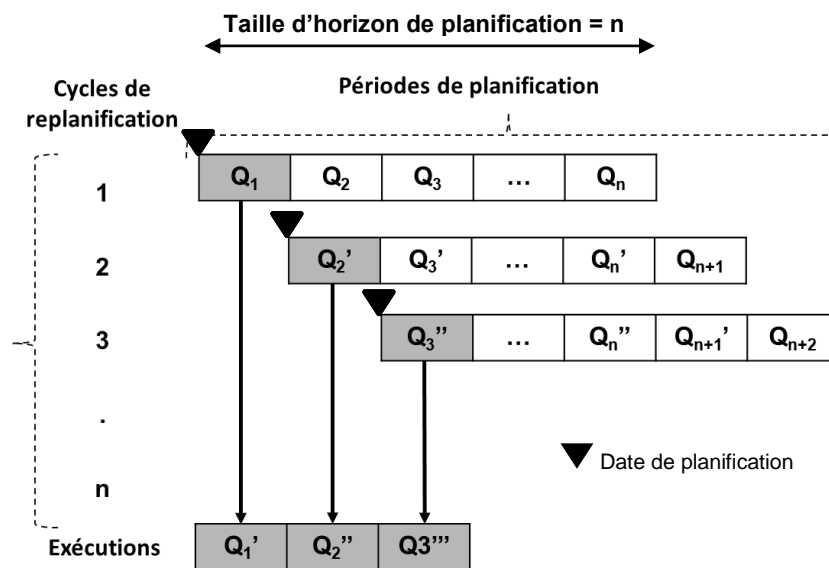 Taille d’horizon de planification = n
Périodes de planification
Cycles de
replanification
1 Q₁ Q₂ Q₃ … Qₙ
2 Q₂’ Q₃’ … Qₙ’ Qₙ₊₁
3 Q₃’’ … Qₙ’’ Qₙ₊₁’ Qₙ₊₂
.
Date de planification
n
Exécutions Q₁’ Q₂’’ Q3’’’